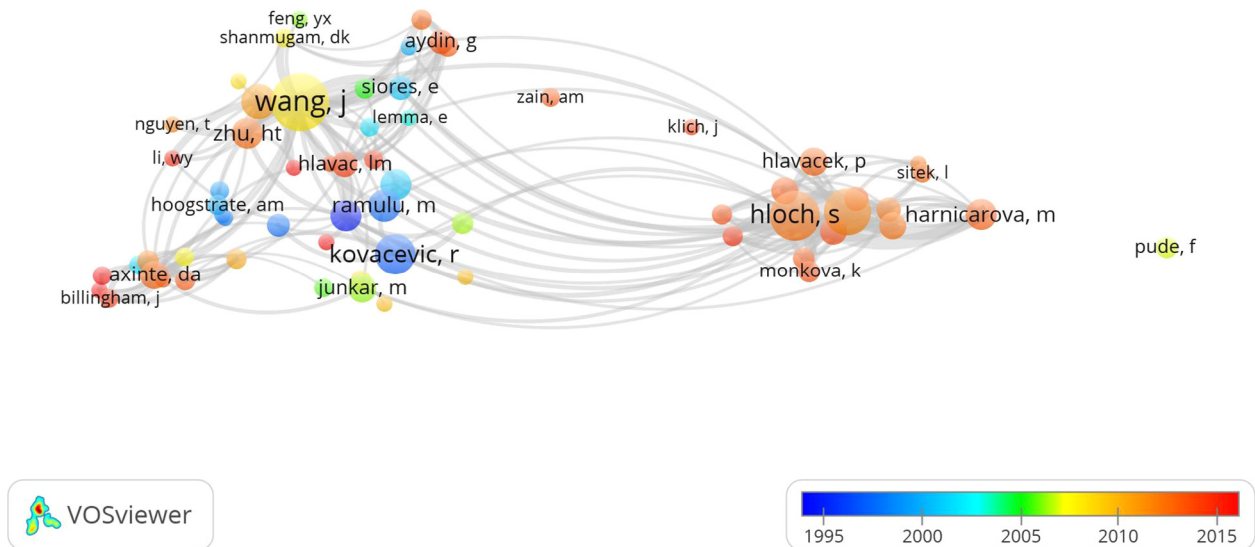 feng, yx
shanmugam, dk
aydin, g
siores, e
wang, j
zain, am
lemma, e
nguyen, t
zhu, ht
klich, j
li, wy
hlavac, lm
hlavacek, p
sitek, l
hoogstrate, am
ramulu, m
hloch, s
harnicarova, m
kovacevic, r
pude, f
axinte, da
monkova, k
junkar, m
billingham, j
VOSviewer
1995
2000
2005
2010
2015